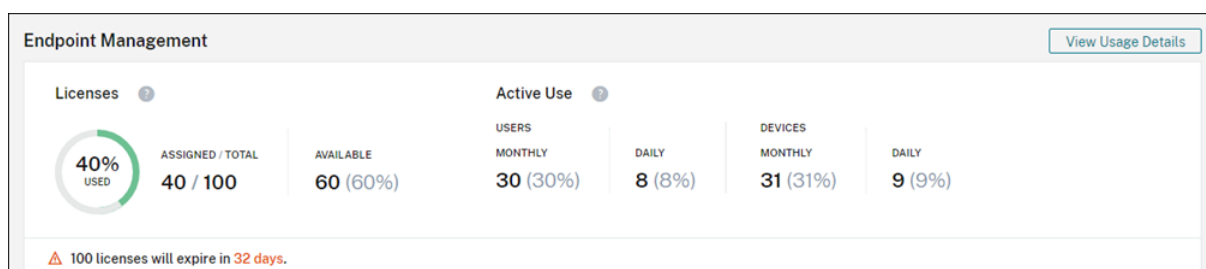 Endpoint Management
View Usage Details
Licenses ?
Active Use ?
40%
USED
ASSIGNED / TOTAL
40 / 100
AVAILABLE
60 (60%)
USERS
MONTHLY
30 (30%)
DAILY
8 (8%)
DEVICES
MONTHLY
31 (31%)
DAILY
9 (9%)
100 licenses will expire in 32 days.